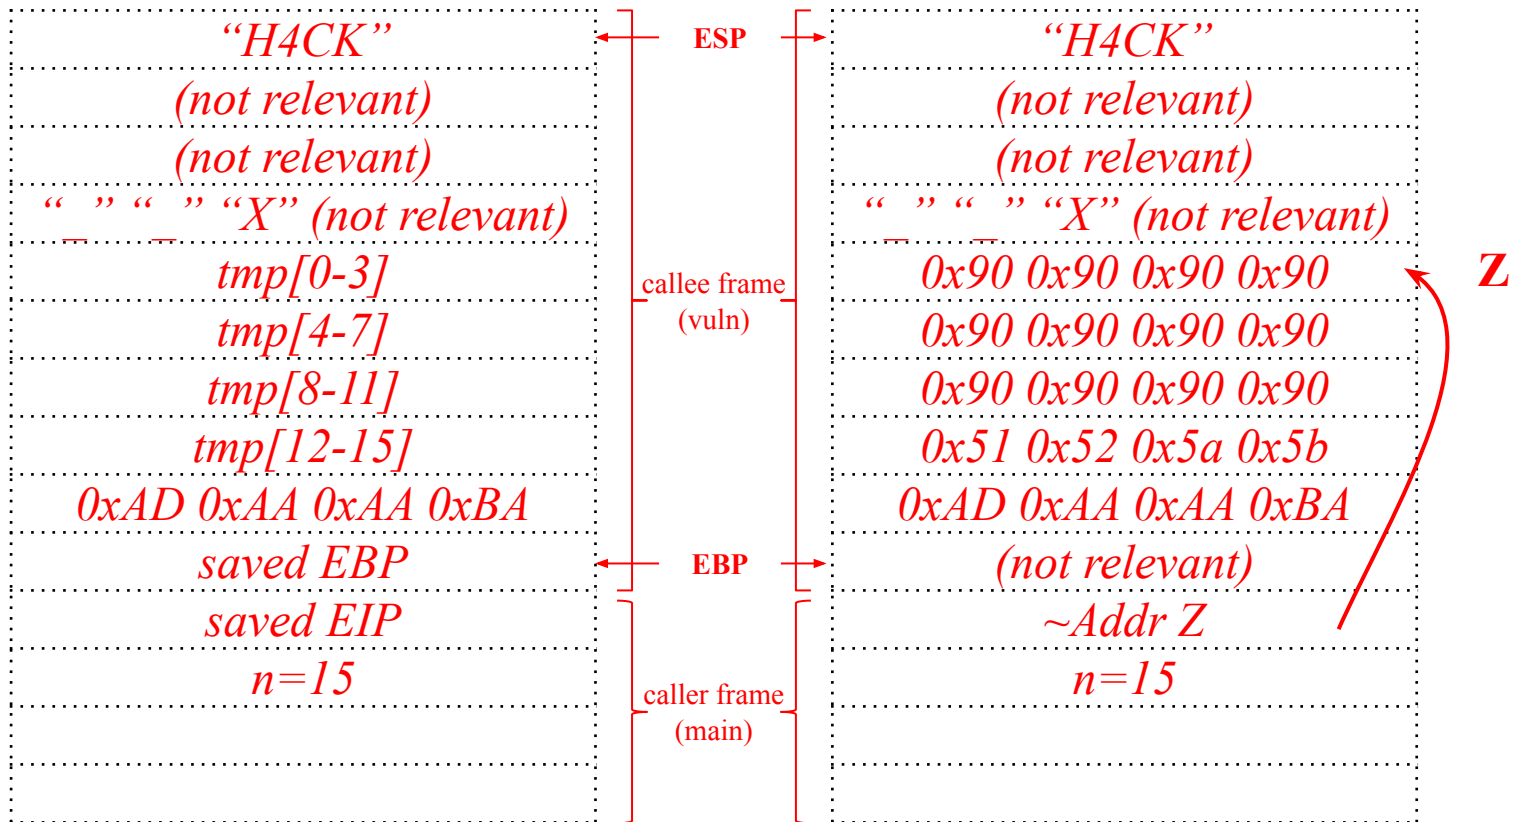 “H4CK” ESP “H4CK”
(not relevant) (not relevant)
(not relevant) (not relevant)
“_” “_” “X” (not relevant) “_” “_” “X” (not relevant)
tmp[0-3] callee frame 0x90 0x90 0x90 0x90 Z
tmp[4-7] (vuln) 0x90 0x90 0x90 0x90
tmp[8-11] 0x90 0x90 0x90 0x90
tmp[12-15] 0x51 0x52 0x5a 0x5b
0xAD 0xAA 0xAA 0xBA 0xAD 0xAA 0xAA 0xBA
saved EBP EBP (not relevant)
saved EIP ~Addr Z
n=15 caller frame n=15
(main)